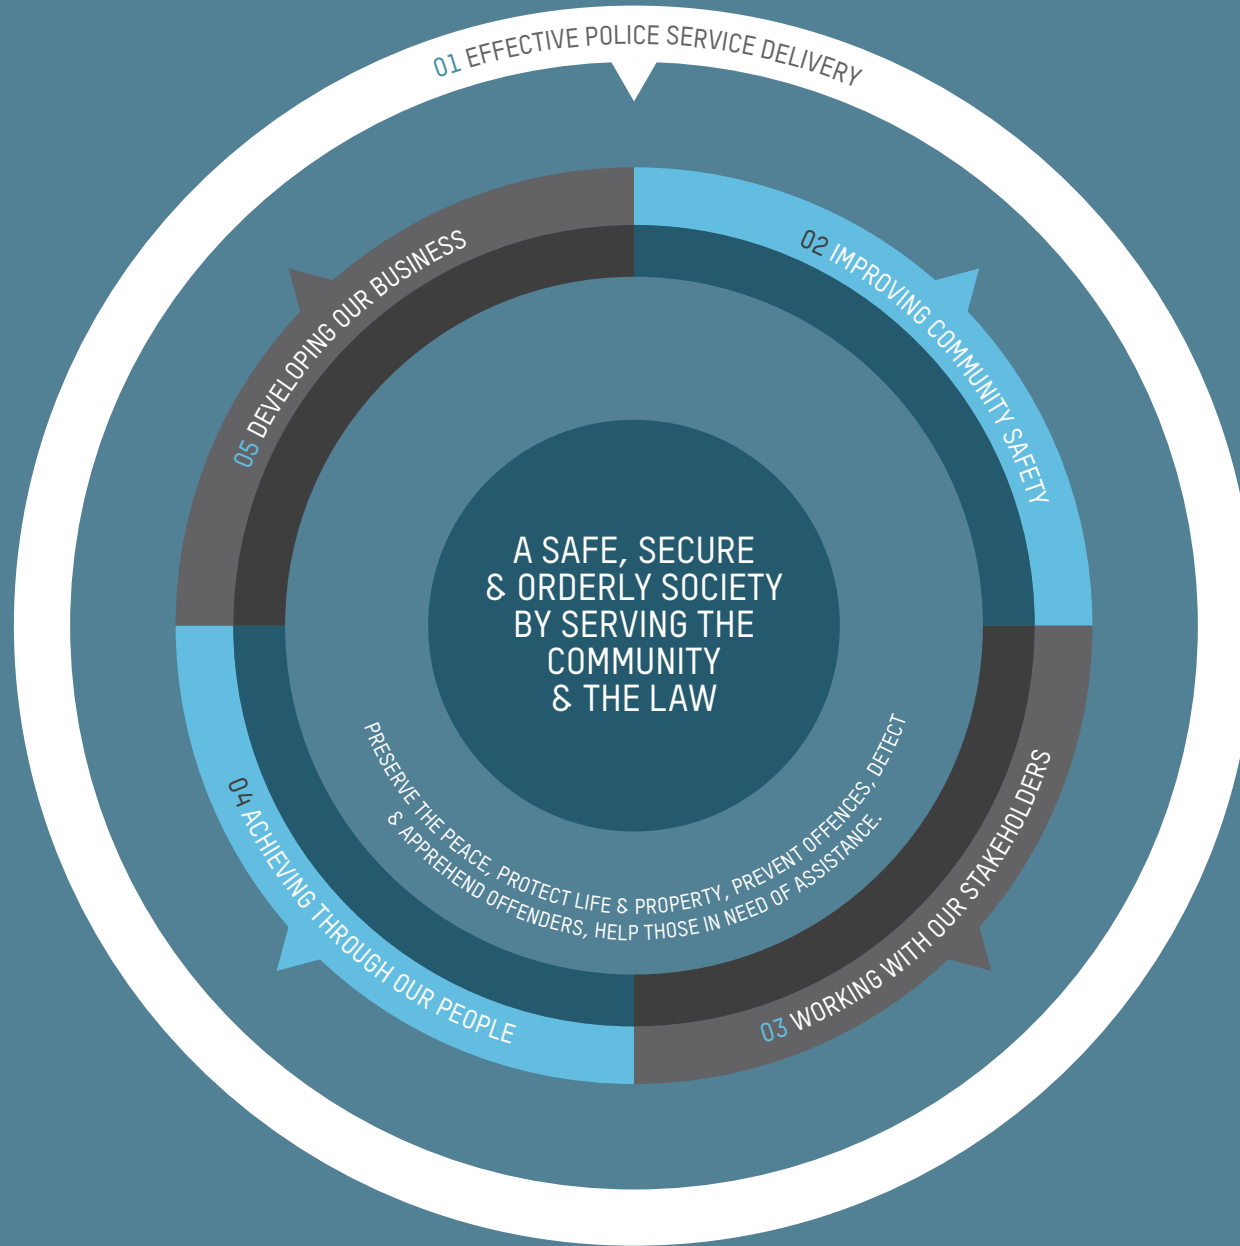 01 EFFECTIVE POLICE SERVICE DELIVERY
02 IMPROVING COMMUNITY SAFETY
03 WORKING WITH OUR STAKEHOLDERS
04 ACHIEVING THROUGH OUR PEOPLE
05 DEVELOPING OUR BUSINESS
A SAFE, SECURE
& ORDERLY SOCIETY
BY SERVING THE
COMMUNITY
& THE LAW
PRESERVE THE PEACE, PROTECT LIFE & PROPERTY, PREVENT OFFENCES, DETECT
& APPREHEND OFFENDERS, HELP THOSE IN NEED OF ASSISTANCE.